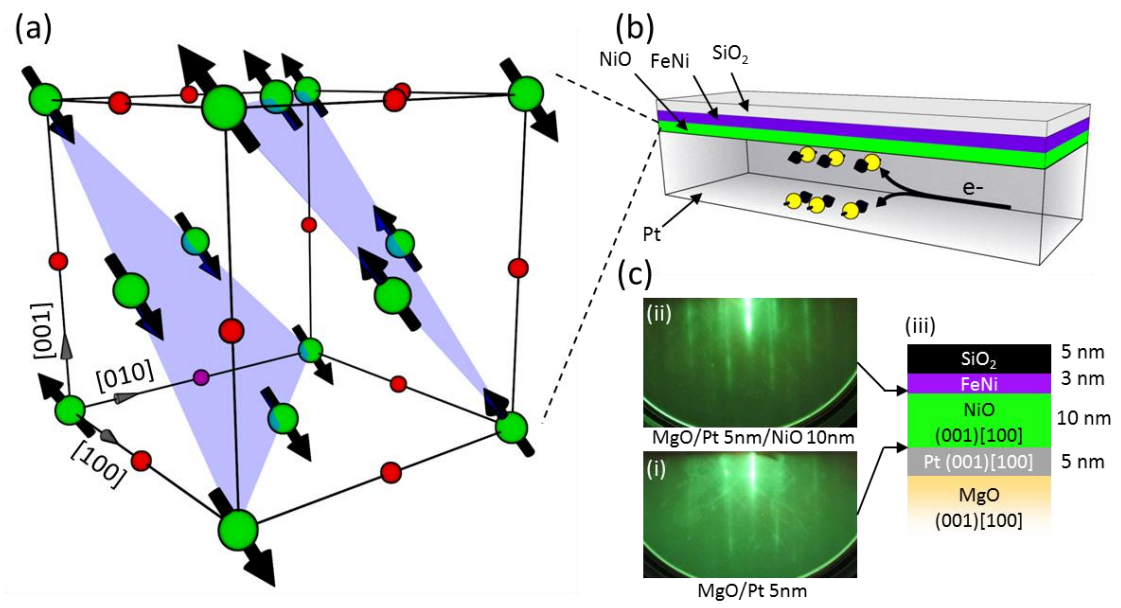 (a)
[001]
[010]
[100]
(b)
NiO FeNi SiO₂
e-
Pt
(c)
(ii)
MgO/Pt 5nm/NiO 10nm
(i)
MgO/Pt 5nm
(iii)
SiO₂ 5 nm
FeNi 3 nm
NiO
(001)[100] 10 nm
Pt (001)[100] 5 nm
MgO
(001)[100]